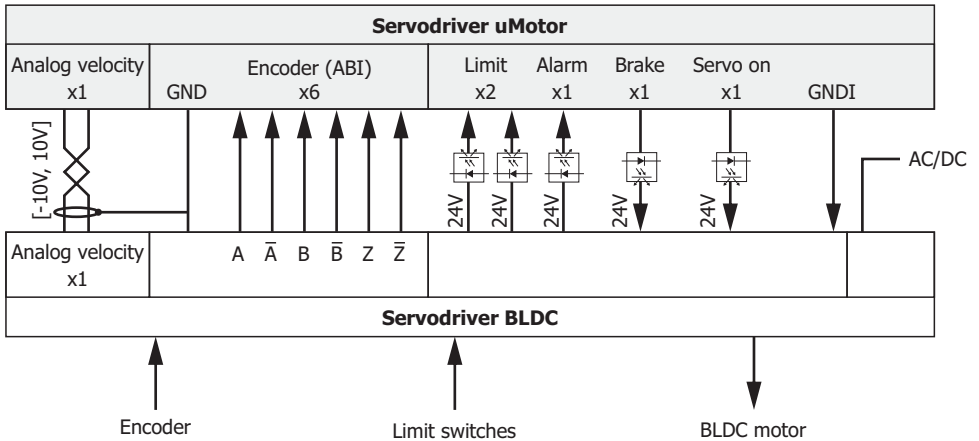 Servodriver uMotor
Analog velocity
x1
GND
Encoder (ABI)
x6
Limit
x2
Alarm
x1
Brake
x1
Servo on
x1
GNDI
[-10V, 10V]
24V
24V
24V
24V
24V
AC/DC
Analog velocity
x1
A A̅ B B̅ Z Z̅
Servodriver BLDC
Encoder
Limit switches
BLDC motor